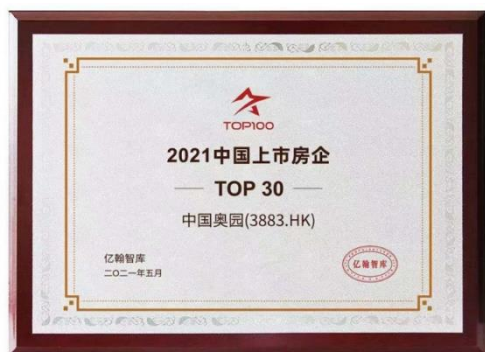 TOP100
2021中国上市房企
TOP 30
中国奥园(3883.HK)
亿翰智库
二〇二一年五月
亿翰智库